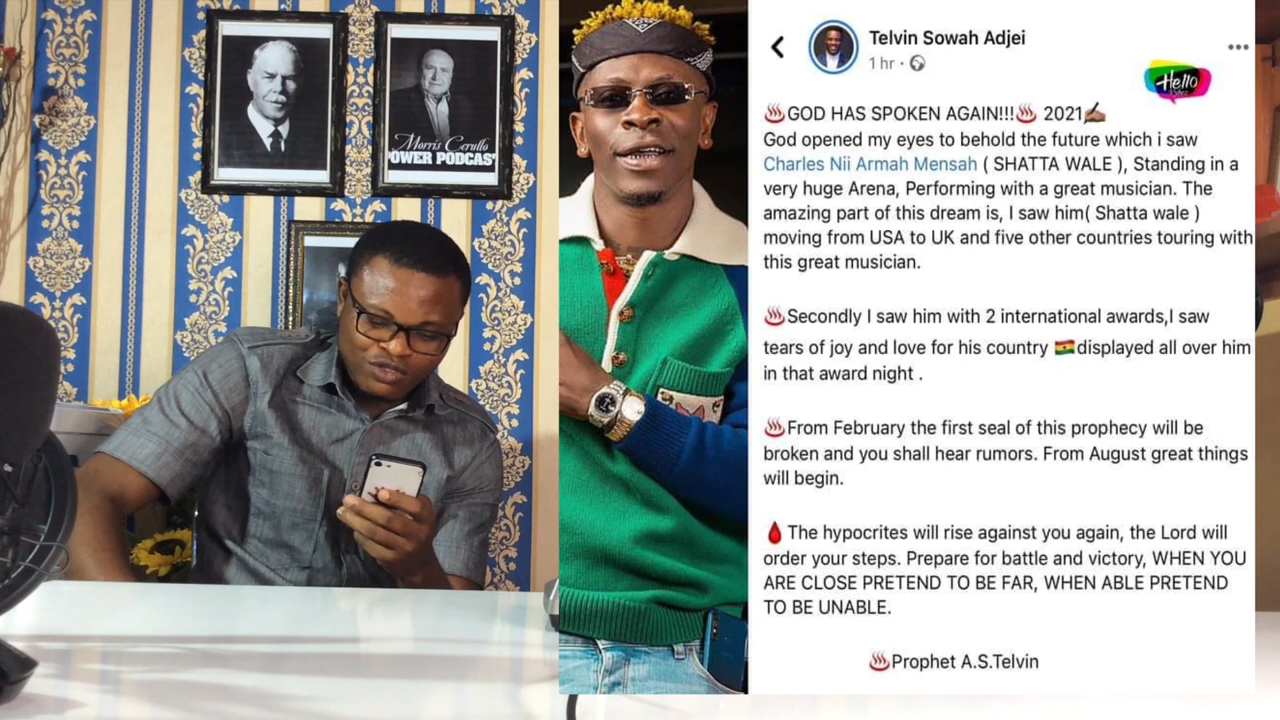 Morris Cerullo
POWER PODCAS
Telvin Sowah Adjei
1 hr ·
Hello
♨️GOD HAS SPOKEN AGAIN!!!♨️ 2021✍🏾
God opened my eyes to behold the future which i saw
Charles Nii Armah Mensah ( SHATTA WALE ), Standing in a
very huge Arena, Performing with a great musician. The
amazing part of this dream is, I saw him( Shatta wale )
moving from USA to UK and five other countries touring with
this great musician.
♨️Secondly I saw him with 2 international awards,I saw
tears of joy and love for his country 🇬🇭displayed all over him
in that award night .
♨️From February the first seal of this prophecy will be
broken and you shall hear rumors. From August great things
will begin.
🩸The hypocrites will rise against you again, the Lord will
order your steps. Prepare for battle and victory, WHEN YOU
ARE CLOSE PRETEND TO BE FAR, WHEN ABLE PRETEND
TO BE UNABLE.
♨️Prophet A.S.Telvin